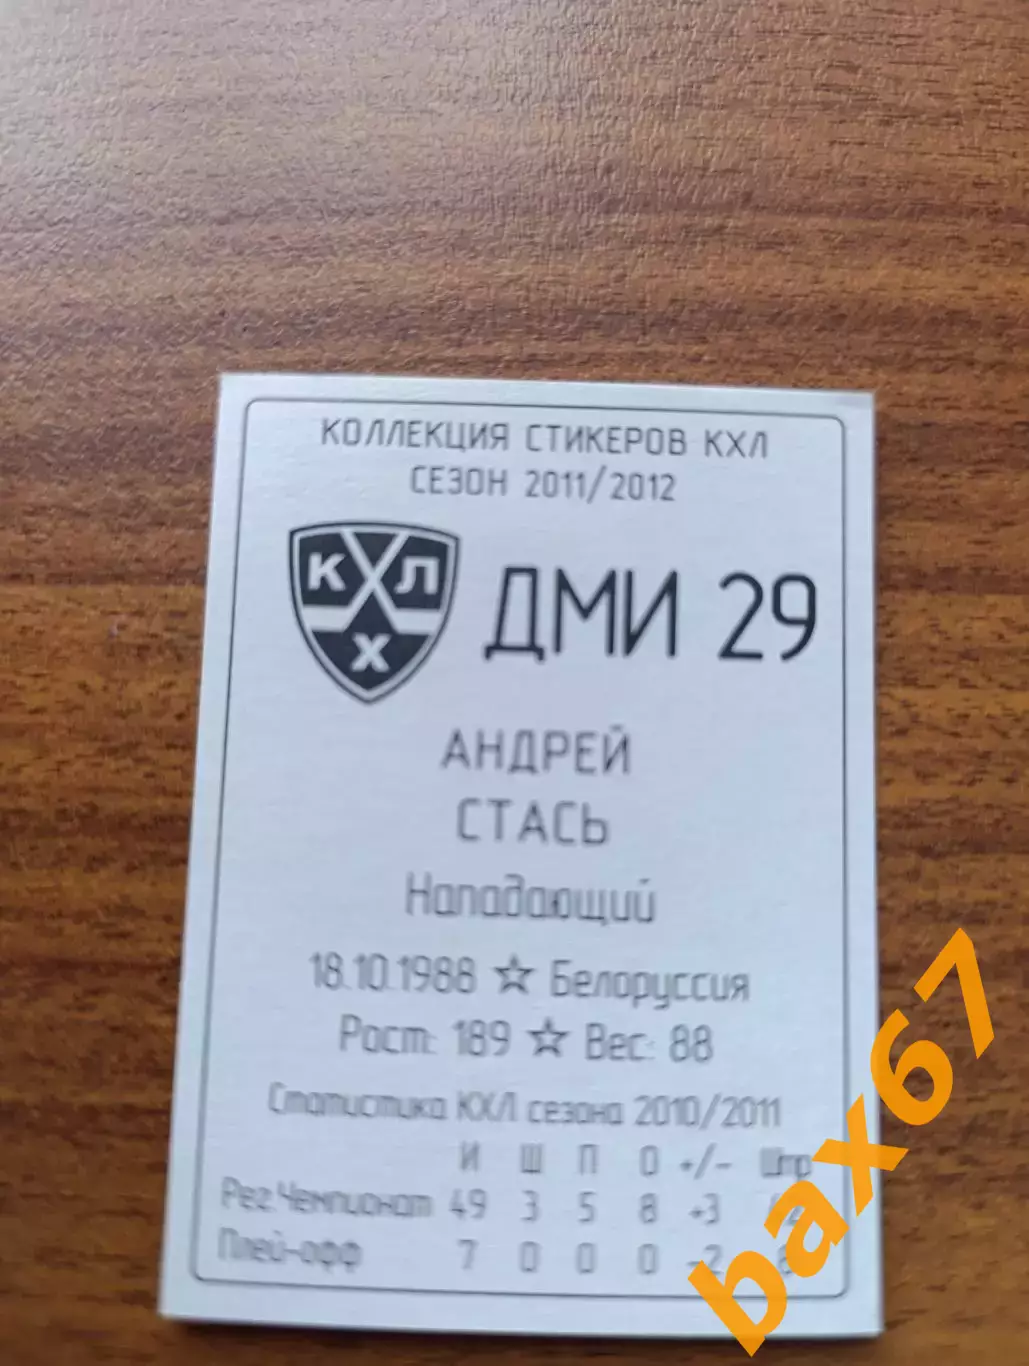 КОЛЛЕКЦИЯ СТИКЕРОВ КХЛ
СЕЗОН 2011/2012
К Л
Х
ДМИ 29
АНДРЕЙ
СТАСЬ
Нападающий
18.10.1988 ☆ Белоруссия
Рост: 189 ☆ Вес: 88
Статистика КХЛ сезона 2010/2011
И Ш П О +/– Штр
Рег.Чемпионат 49 3 5 8 +3
Плей-офф 7 0 0 0 -2
bax67